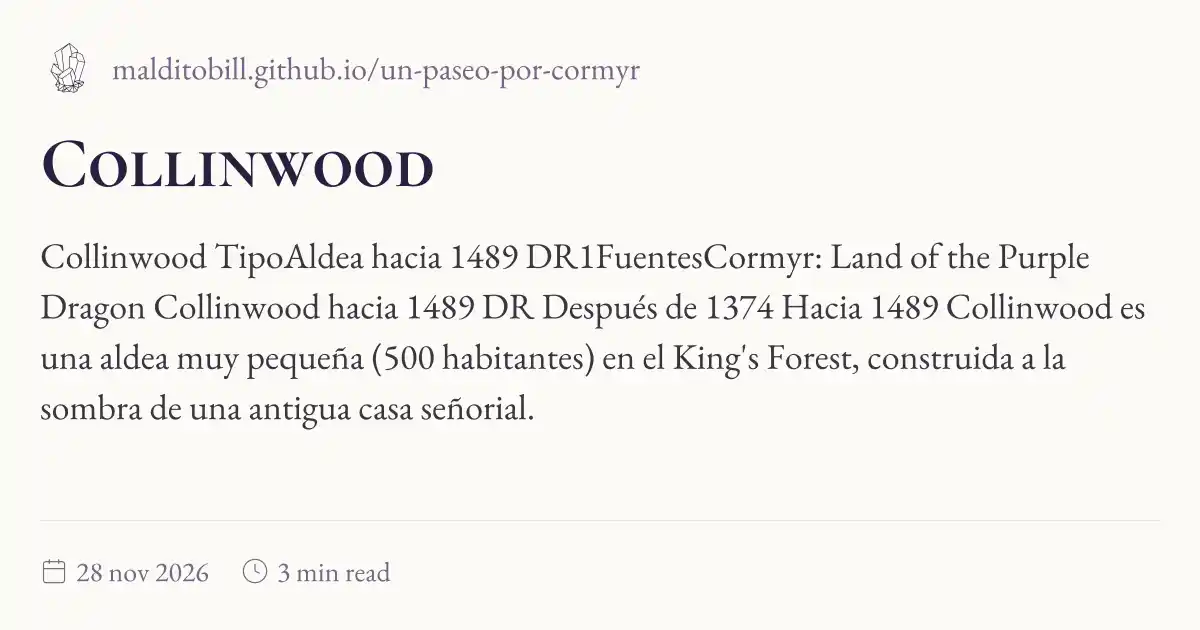 malditobill.github.io/un-paseo-por-cormyr
Collinwood
Collinwood TipoAldea hacia 1489 DR1FuentesCormyr: Land of the Purple
Dragon Collinwood hacia 1489 DR Después de 1374 Hacia 1489 Collinwood es
una aldea muy pequeña (500 habitantes) en el King's Forest, construida a la
sombra de una antigua casa señorial.
28 nov 2026 3 min read